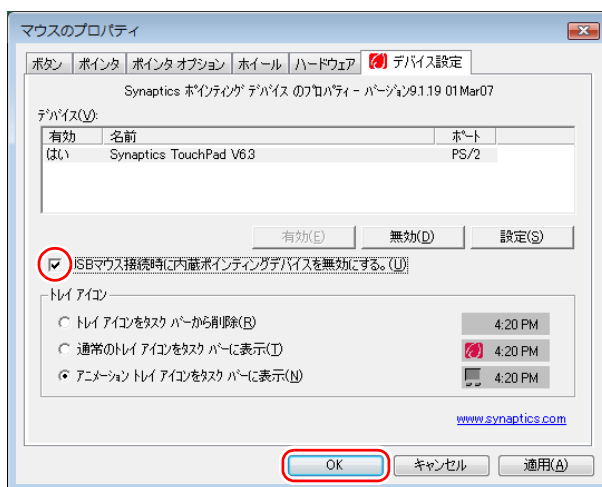 マウスのプロパティ
ボタン ポインタ ポインタ オプション ホイール ハードウェア デバイス設定
Synaptics ポインティング デバイス のプロパティ - バージョン9.1.19 01Mar07
デバイス(V):
有効 名前 ポート
はい Synaptics TouchPad V6.3 PS/2
有効(E) 無効(D) 設定(S)
SBマウス接続時に内蔵ポインティングデバイスを無効にする。(U)
トレイ アイコン
トレイ アイコンをタスク バーから削除(R) 4:20 PM
通常のトレイ アイコンをタスク バーに表示(T) 4:20 PM
アニメーション トレイ アイコンをタスク バーに表示(N) 4:20 PM
www.synaptics.com
OK キャンセル 適用(A)